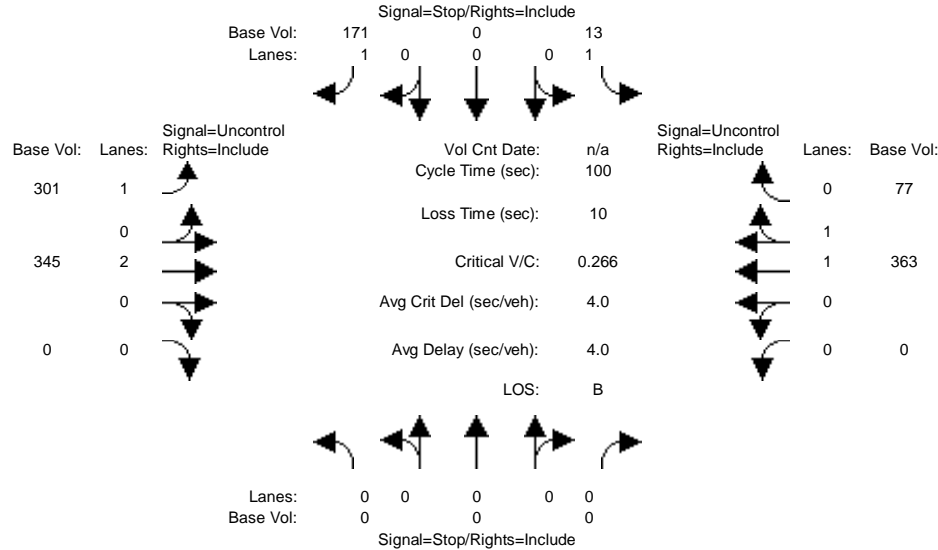 Signal=Stop/Rights=Include
Base Vol: 171 0 13
Lanes: 1 0 0 0 1
Signal=Uncontrol
Base Vol: Lanes: Rights=Include
301 1
0
345 2
0
0 0
Vol Cnt Date: n/a
Cycle Time (sec): 100
Loss Time (sec): 10
Critical V/C: 0.266
Avg Crit Del (sec/veh): 4.0
Avg Delay (sec/veh): 4.0
LOS: B
Signal=Uncontrol
Rights=Include Lanes: Base Vol:
0 77
1
1 363
0
0 0
Lanes: 0 0 0 0 0
Base Vol: 0 0 0
Signal=Stop/Rights=Include